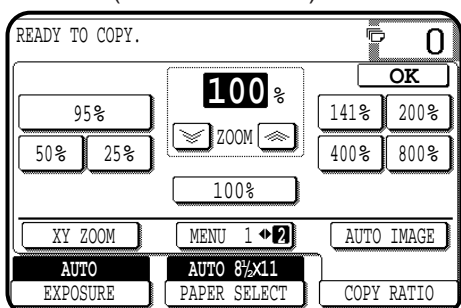 READY TO COPY. 0
OK
100%
95% 141% 200%
ZOOM
50% 25% 400% 800%
100%
XY ZOOM MENU 1 2 AUTO IMAGE
AUTO AUTO 8½X11
EXPOSURE PAPER SELECT COPY RATIO